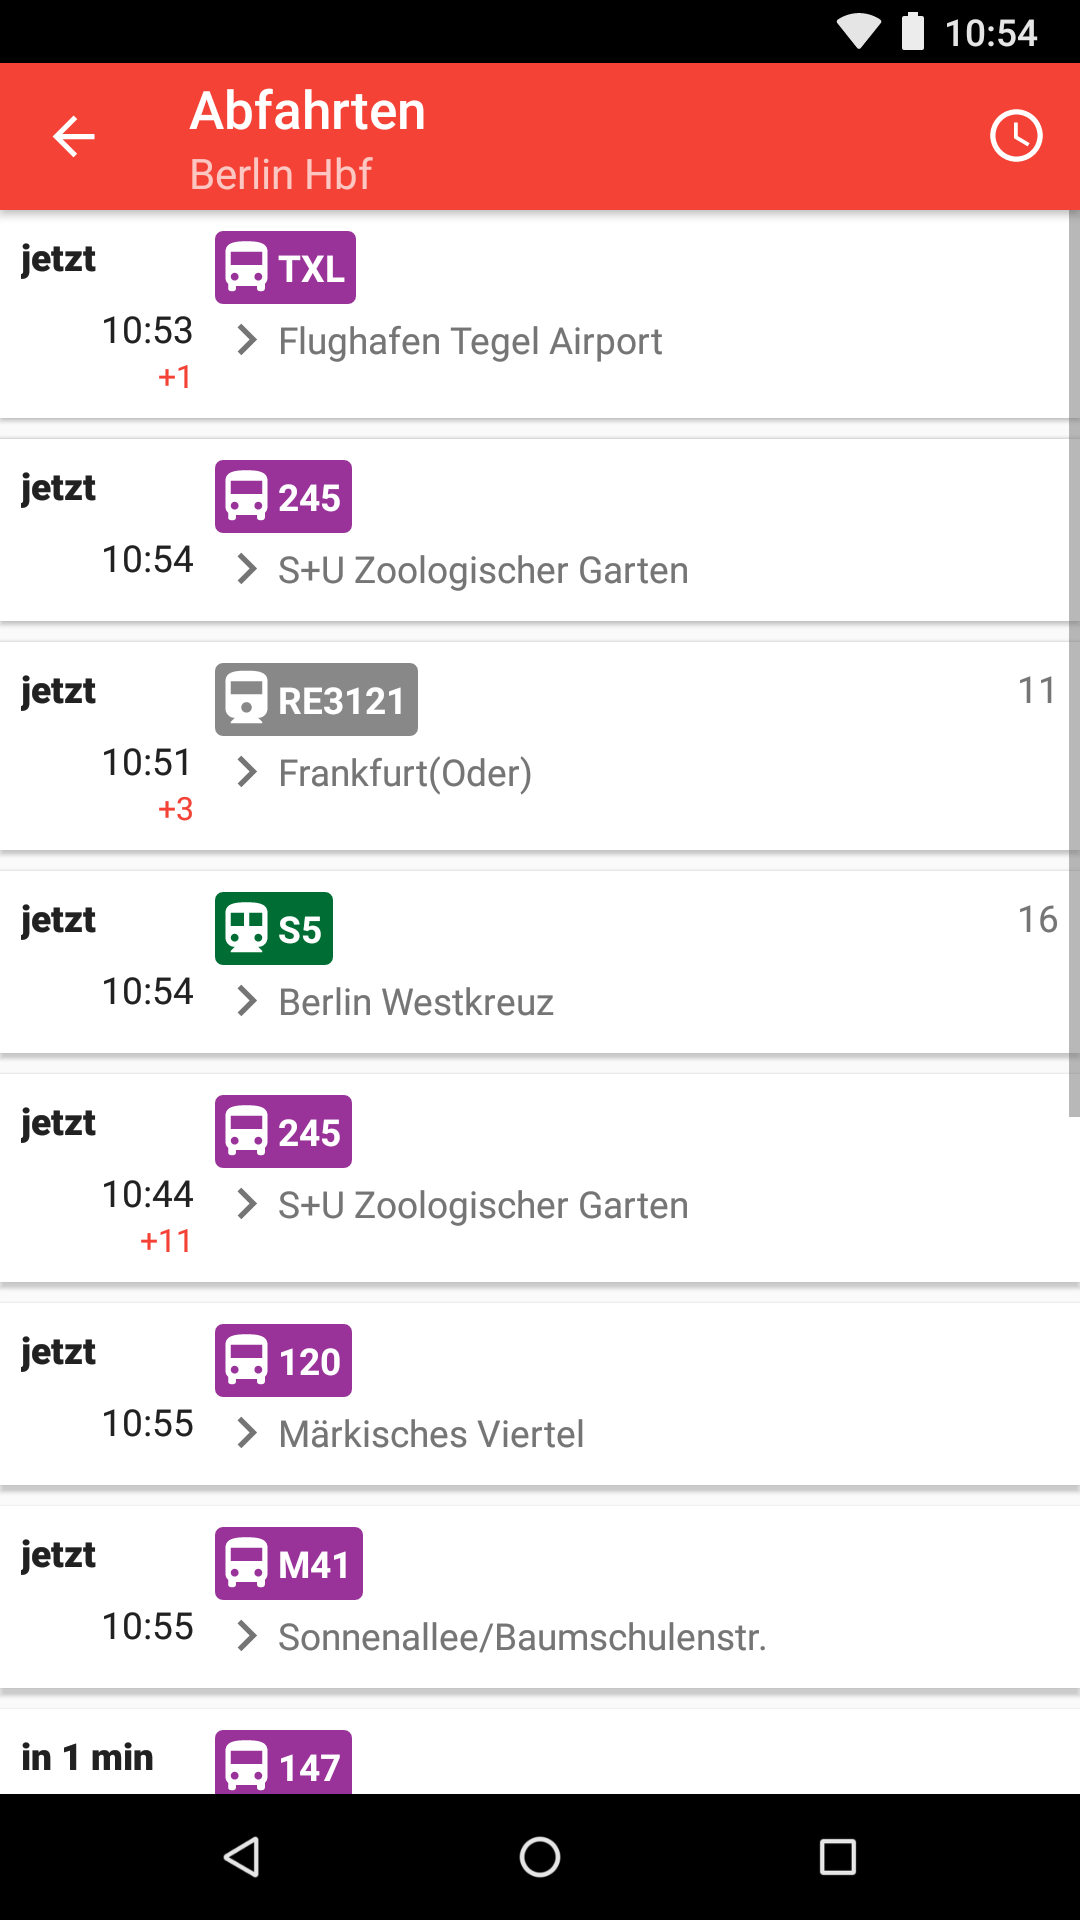 10:54
Abfahrten
Berlin Hbf
jetzt TXL
10:53 Flughafen Tegel Airport
+1
jetzt 245
10:54 S+U Zoologischer Garten
jetzt RE3121 11
10:51 Frankfurt(Oder)
+3
jetzt S5 16
10:54 Berlin Westkreuz
jetzt 245
10:44 S+U Zoologischer Garten
+11
jetzt 120
10:55 Märkisches Viertel
jetzt M41
10:55 Sonnenallee/Baumschulenstr.
in 1 min 147